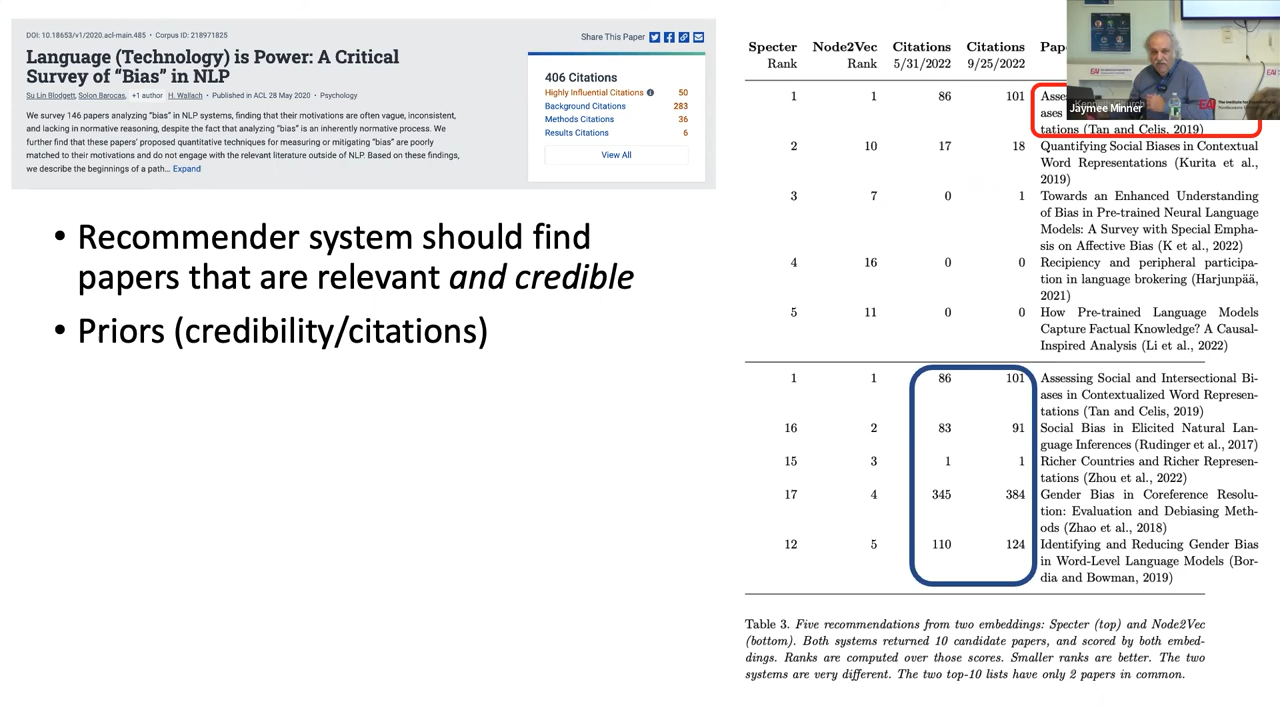 DOI: 10.18653/v1/2020.acl-main.485 • Corpus ID: 218971825
Language (Technology) is Power: A Critical
Survey of “Bias” in NLP
Su Lin Blodgett, Solon Barocas, +1 author H. Wallach • Published in ACL 28 May 2020 • Psychology
We survey 146 papers analyzing “bias” in NLP systems, finding that their motivations are often vague, inconsistent,
and lacking in normative reasoning, despite the fact that analyzing “bias” is an inherently normative process. We
further find that these papers’ proposed quantitative techniques for measuring or mitigating “bias” are poorly
matched to their motivations and do not engage with the relevant literature outside of NLP. Based on these findings,
we describe the beginnings of a path... Expand
Share This Paper
406 Citations
Highly Influential Citations 50
Background Citations 283
Methods Citations 36
Results Citations 6
View All
• Recommender system should find
papers that are relevant and credible
• Priors (credibility/citations)
Specter Node2Vec Citations Citations Pap
Rank Rank 5/31/2022 9/25/2022
1 1 86 101 Asse
ases
tations (Tan and Celis, 2019)
2 10 17 18 Quantifying Social Biases in Contextual
Word Representations (Kurita et al.,
2019)
3 7 0 1 Towards an Enhanced Understanding
of Bias in Pre-trained Neural Language
Models: A Survey with Special Empha-
sis on Affective Bias (K et al., 2022)
4 16 0 0 Recipiency and peripheral participa-
tion in language brokering (Harjunpää,
2021)
5 11 0 0 How Pre-trained Language Models
Capture Factual Knowledge? A Causal-
Inspired Analysis (Li et al., 2022)
1 1 86 101 Assessing Social and Intersectional Bi-
ases in Contextualized Word Represen-
tations (Tan and Celis, 2019)
16 2 83 91 Social Bias in Elicited Natural Lan-
guage Inferences (Rudinger et al., 2017)
15 3 1 1 Richer Countries and Richer Represen-
tations (Zhou et al., 2022)
17 4 345 384 Gender Bias in Coreference Resolu-
tion: Evaluation and Debiasing Meth-
ods (Zhao et al., 2018)
12 5 110 124 Identifying and Reducing Gender Bias
in Word-Level Language Models (Bor-
dia and Bowman, 2019)
Table 3. Five recommendations from two embeddings: Specter (top) and Node2Vec
(bottom). Both systems returned 10 candidate papers, and scored by both embed-
dings. Ranks are computed over those scores. Smaller ranks are better. The two
systems are very different. The two top-10 lists have only 2 papers in common.
Jaymee Minner
EAI
EAI